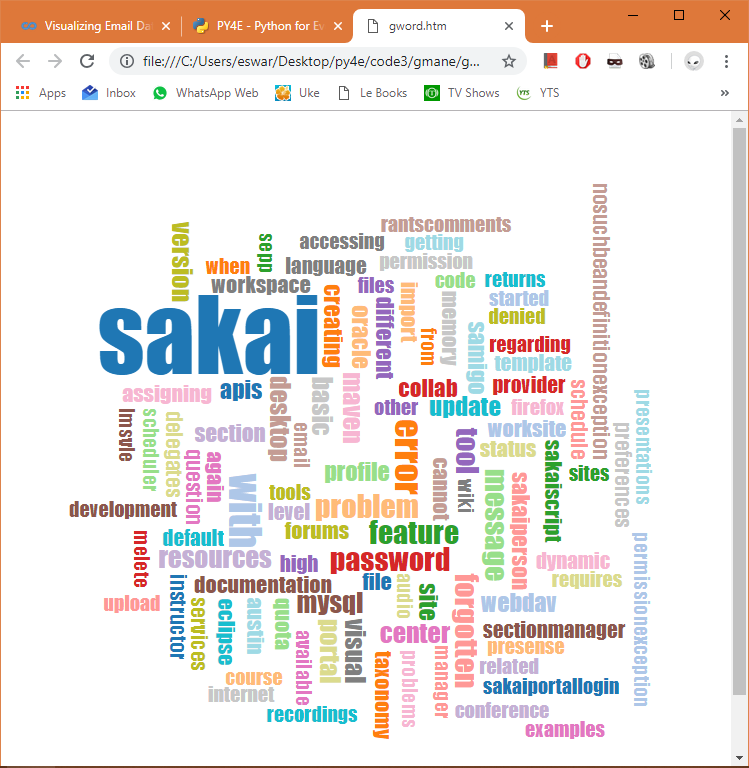 Visualizing Email Da
PY4E - Python for Ev
gword.htm
file:///C:/Users/eswar/Desktop/py4e/code3/gmane/g...
Apps
Inbox
WhatsApp Web
Uke
Le Books
TV Shows
YTS
nosuchbeandefinitionexception
rantscomments
version
sepp
accessing
getting
when
language
permission
workspace
files
code
returns
sakai
creating
oracle
different
import
memory
started
denied
from
samigo
regarding
template
assigning
apis
desktop
basic
maven
collab
provider
schedule
lmsvle
scheduler
delegates
section
email
other
update
firefox
presentations
question
again
error
tool
worksite
preferences
status
sakaiscript
with
profile
cannot
wiki
message
sakaiperson
sites
tools
development
level
problem
forums
feature
melete
default
resources
high
password
dynamic
permissionexception
instructor
documentation
file
audio
site
forgotten
requires
upload
services
eclipse
austin
quota
available
mysql
portal
visual
webdav
center
sectionmanager
presense
taxonomy
problems
manager
related
course
internet
sakaiportallogin
recordings
conference
examples